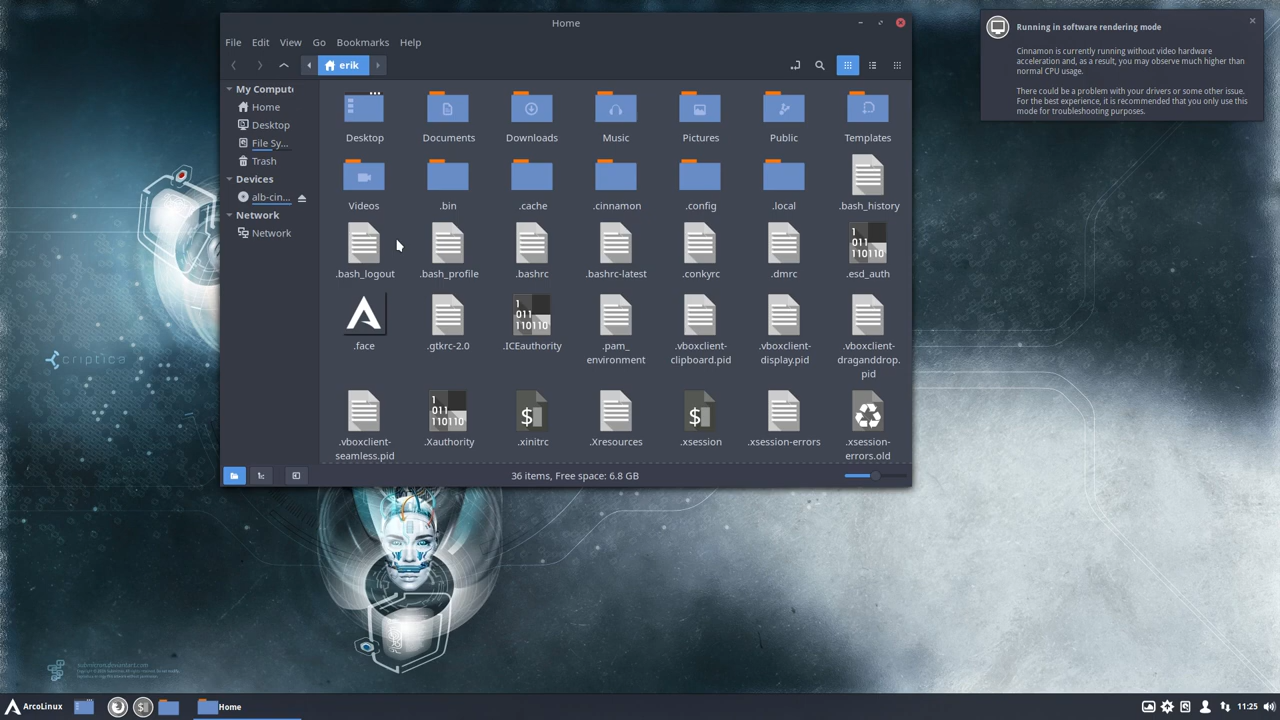 Home
File Edit View Go Bookmarks Help
erik
My Comput
Home
Desktop
File Sy...
Trash
Devices
alb-cin...
Network
Network
Desktop Documents Downloads Music Pictures Public Templates
Videos .bin .cache .cinnamon .config .local .bash_history
.bash_logout .bash_profile .bashrc .bashrc-latest .conkyrc .dmrc .esd_auth
.face .gtkrc-2.0 .ICEauthority .pam_environment .vboxclient-clipboard.pid .vboxclient-display.pid .vboxclient-draganddrop.pid
.vboxclient-seamless.pid .Xauthority .xinitrc .Xresources .xsession .xsession-errors .xsession-errors.old
36 items, Free space: 6.8 GB
Running in software rendering mode
Cinnamon is currently running without video hardware
acceleration and, as a result, you may observe much higher than
normal CPU usage.
There could be a problem with your drivers or some other issue.
For the best experience, it is recommended that you only use this
mode for troubleshooting purposes.
criptica
ArcoLinux
Home
11:25